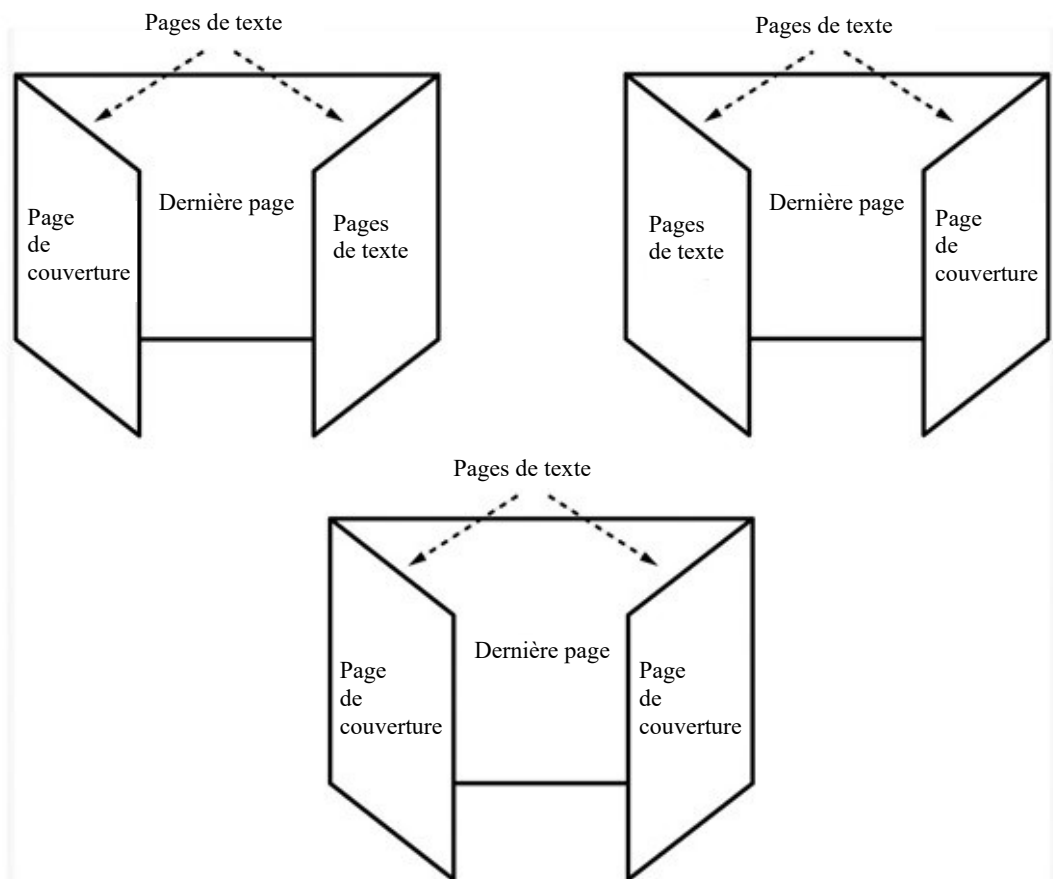 Pages de texte
Page
de
couverture
Dernière page
Pages
de texte
Pages de texte
Pages
de texte
Dernière page
Page
de
couverture
Pages de texte
Page
de
couverture
Dernière page
Page
de
couverture